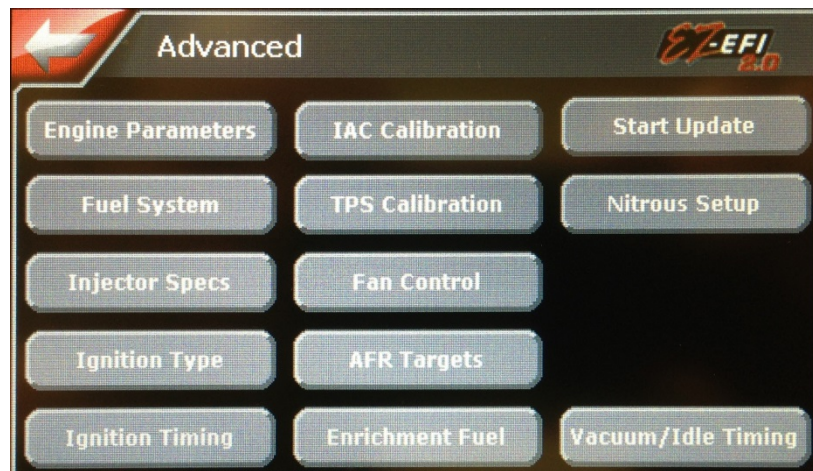 Advanced
EZ-EFI
2.0
Engine Parameters
IAC Calibration
Start Update
Fuel System
TPS Calibration
Nitrous Setup
Injector Specs
Fan Control
Ignition Type
AFR Targets
Ignition Timing
Enrichment Fuel
Vacuum/Idle Timing